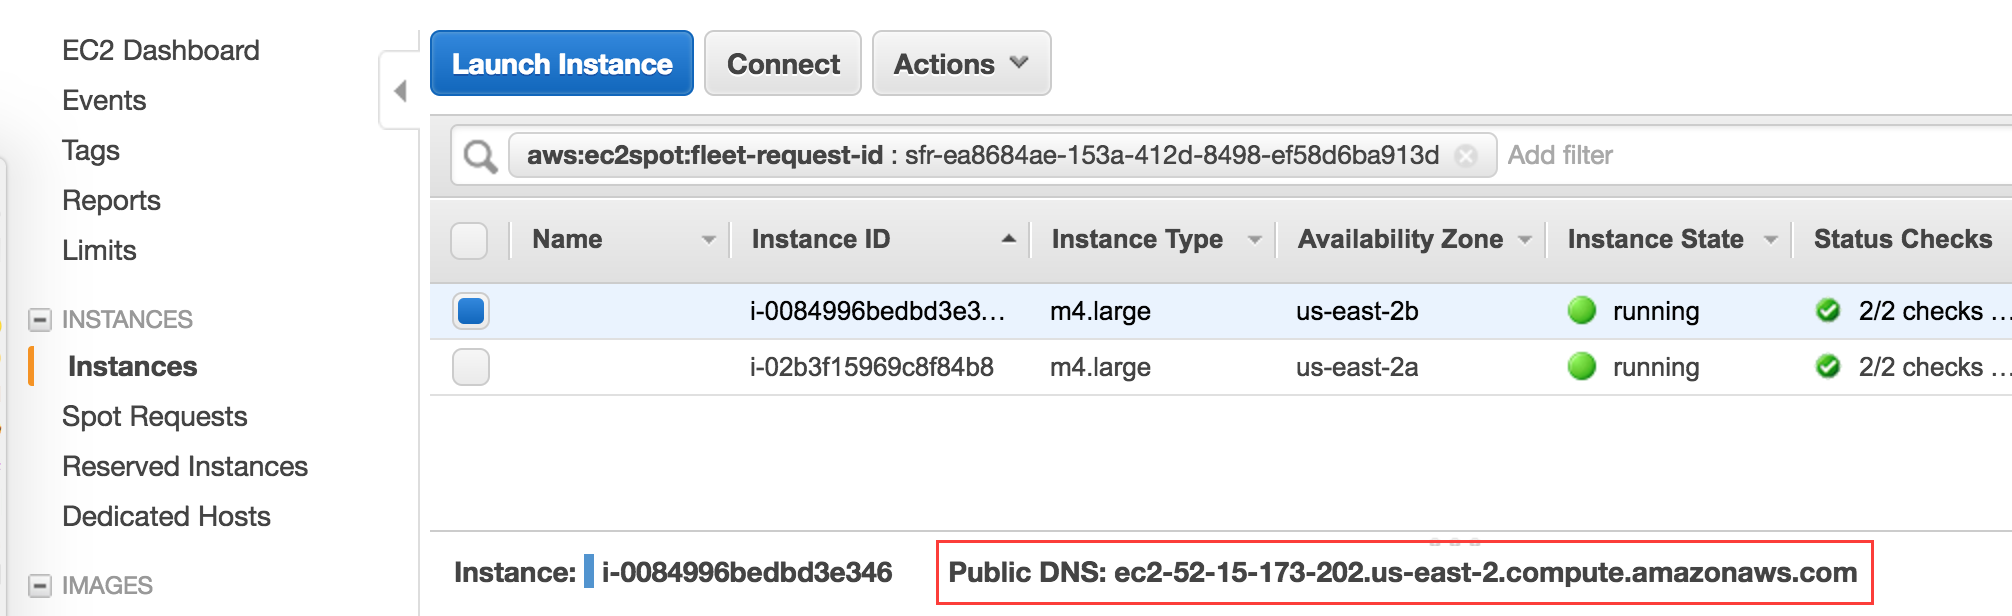 EC2 Dashboard
Events
Tags
Reports
Limits
INSTANCES
Instances
Spot Requests
Reserved Instances
Dedicated Hosts
IMAGES
Launch Instance Connect Actions
aws:ec2spot:fleet-request-id : sfr-ea8684ae-153a-412d-8498-ef58d6ba913d Add filter
Name Instance ID Instance Type Availability Zone Instance State Status Checks
i-0084996bedbd3e3... m4.large us-east-2b running 2/2 checks ...
i-02b3f15969c8f84b8 m4.large us-east-2a running 2/2 checks ...
Instance: i-0084996bedbd3e346 Public DNS: ec2-52-15-173-202.us-east-2.compute.amazonaws.com